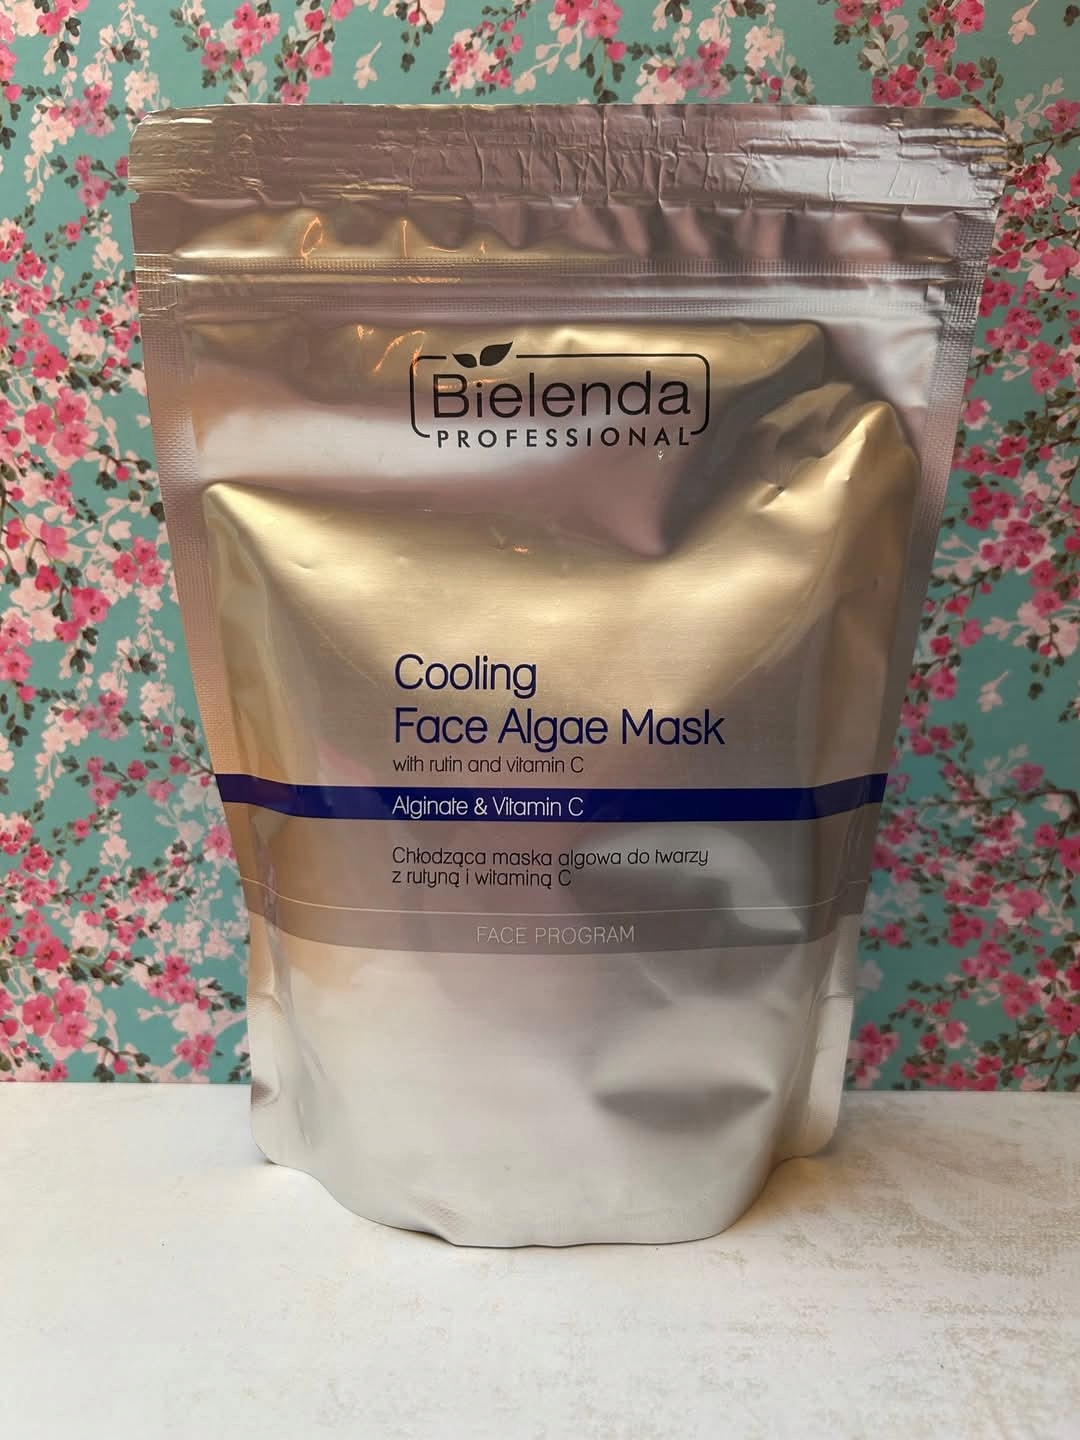 Bielenda
PROFESSIONAL
Cooling
Face Algae Mask
with rutin and vitamin C
Alginate & Vitamin C
Chłodząca maska algowa do twarzy
z rutyną i witaminą C
FACE PROGRAM